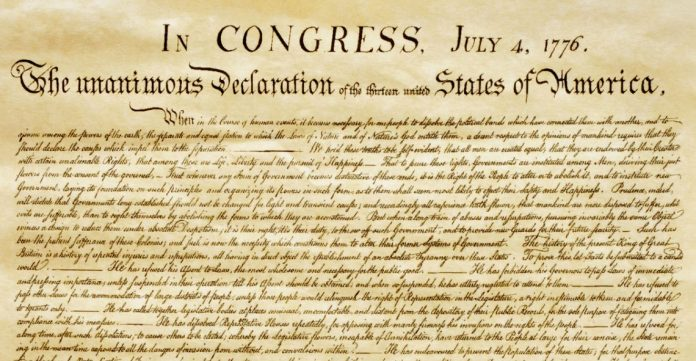 IN CONGRESS, JULY 4, 1776.
The unanimous Declaration of the thirteen united States of America,
When in the Course of human events, it becomes necessary for one people to dissolve the political bands which have connected them with another, and to
assume among the powers of the earth, the separate and equal station to which the Laws of Nature and of Nature's God entitle them, a decent respect to the opinions of mankind requires that they
should declare the causes which impel them to the separation. — We hold these truths to be self-evident, that all men are created equal, that they are endowed by their Creator
with certain unalienable Rights, that among these are Life, Liberty and the pursuit of Happiness. — That to secure these rights, Governments are instituted among Men, deriving their just
powers from the consent of the governed, — That whenever any Form of Government becomes destructive of these ends, it is the Right of the People to alter or to abolish it, and to institute new
Government, laying its foundation on such principles and organizing its powers in such form, as to them shall seem most likely to effect their Safety and Happiness. Prudence, indeed,
will dictate that Governments long established should not be changed for light and transient causes; and accordingly all experience hath shewn, that mankind are more disposed to suffer, while
evils are sufferable, than to right themselves by abolishing the forms to which they are accustomed. But when a long train of abuses and usurpations, pursuing invariably the same Object
evinces a design to reduce them under absolute Despotism, it is their right, it is their duty, to throw off such Government, and to provide new Guards for their future security. — Such has
been the patient sufferance of these Colonies; and such is now the necessity which constrains them to alter their former Systems of Government. The history of the present King of Great
Britain is a history of repeated injuries and usurpations, all having in direct object the establishment of an absolute Tyranny over these States. To prove this, let Facts be submitted to a candid
world. — He has refused his Assent to Laws, the most wholesome and necessary for the public good. — He has forbidden his Governors to pass Laws of immediate
and pressing importance, unless suspended in their operation till his Assent should be obtained; and when so suspended, he has utterly neglected to attend to them. — He has refused to
pass other Laws for the accommodation of large districts of people, unless those people would relinquish the right of Representation in the Legislature, a right inestimable to them and formidable
to tyrants only. — He has called together legislative bodies at places unusual, uncomfortable, and distant from the depository of their Public Records, for the sole purpose of fatiguing them into
compliance with his measures. — He has dissolved Representative Houses repeatedly, for opposing with manly firmness his invasions on the rights of the people. — He has refused for
a long time, after such dissolutions, to cause others to be elected; whereby the Legislative powers, incapable of Annihilation, have returned to the People at large for their exercise; the State remain
ing in the mean time exposed to all the dangers of invasion from without, and convulsions within. — He has endeavoured to prevent the population of these States; for that purpose